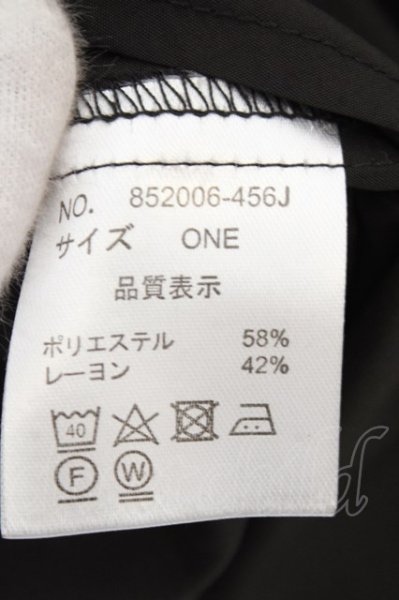 NO. 852006-456J
サイズ ONE
品質表示
ポリエステル 58%
レーヨン 42%
40
F W